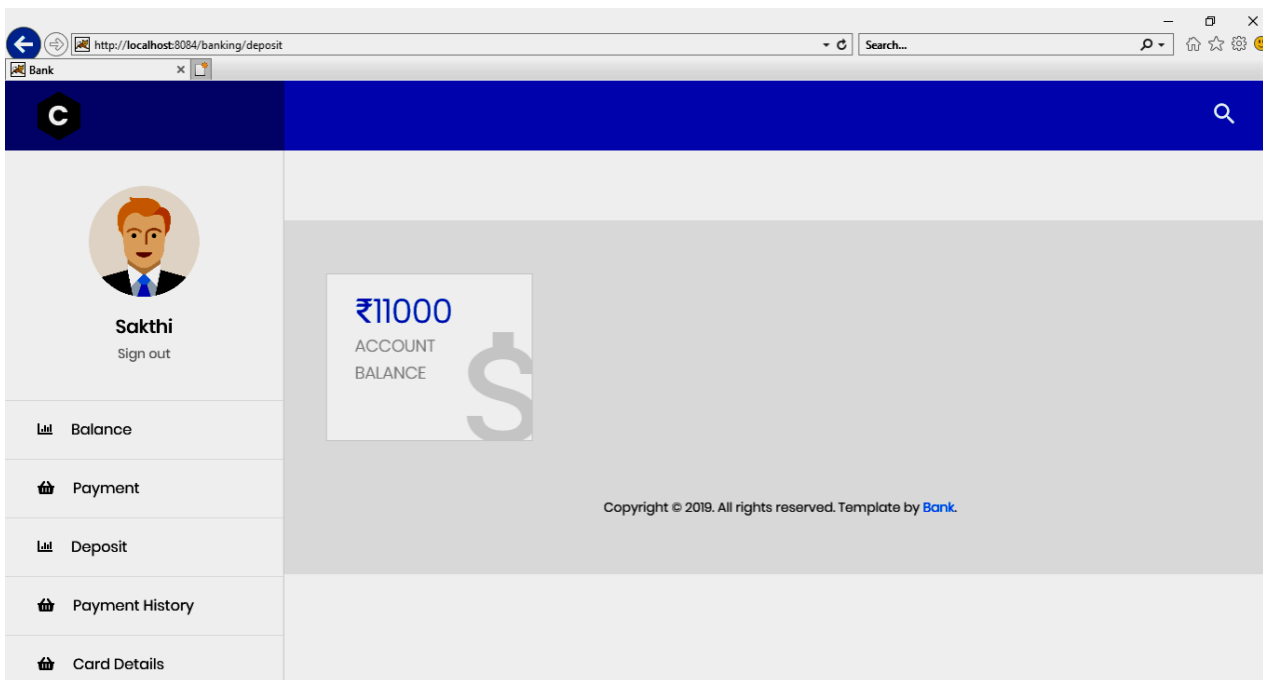 http://localhost:8084/banking/deposit
Search...
Bank
C
Sakthi
Sign out
Balance
Payment
Deposit
Payment History
Card Details
₹11000
ACCOUNT
BALANCE
$
Copyright © 2019. All rights reserved. Template by Bank.